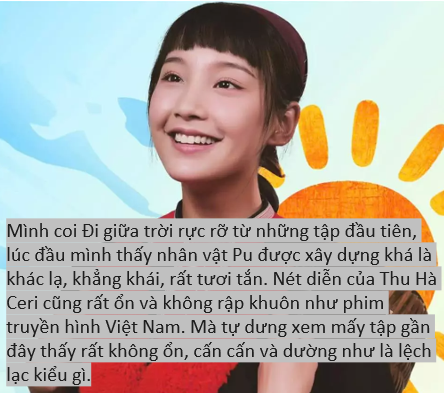 Mình coi Đi giữa trời rực rỡ từ những tập đầu tiên,
lúc đầu mình thấy nhân vật Pu được xây dựng khá là
khác lạ, khẳng khái, rất tươi tắn. Nét diễn của Thu Hà
Ceri cũng rất ổn và không rập khuôn như phim
truyền hình Việt Nam. Mà tự dưng xem mấy tập gần
đây thấy rất không ổn, cấn cấn và dường như là lệch
lạc kiểu gì.